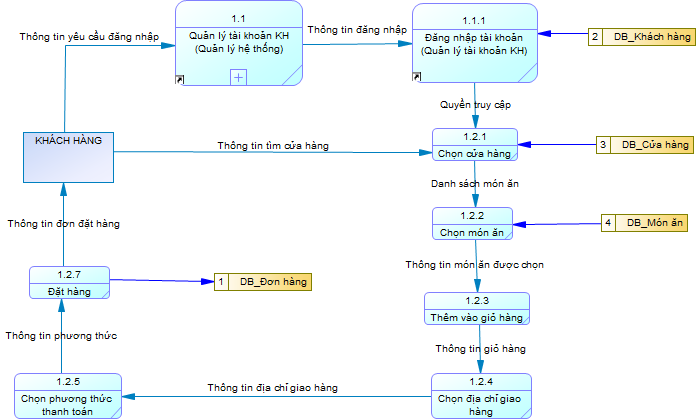 1.1
Quản lý tài khoản KH
(Quản lý hệ thống)
Thông tin yêu cầu đăng nhập
Thông tin đăng nhập
1.1.1
Đăng nhập tài khoản
(Quản lý tài khoản KH)
2 DB_Khách hàng
Quyền truy cập
KHÁCH HÀNG
Thông tin tìm cửa hàng
1.2.1
Chọn cửa hàng
3 DB_Cửa hàng
Danh sách món ăn
1.2.2
Chọn món ăn
4 DB_Món ăn
Thông tin đơn đặt hàng
Thông tin món ăn được chọn
1.2.7
Đặt hàng
1 DB_Đơn hàng
1.2.3
Thêm vào giỏ hàng
Thông tin phương thức
Thông tin giỏ hàng
1.2.5
Chọn phương thức
thanh toán
Thông tin địa chỉ giao hàng
1.2.4
Chọn địa chỉ giao
hàng